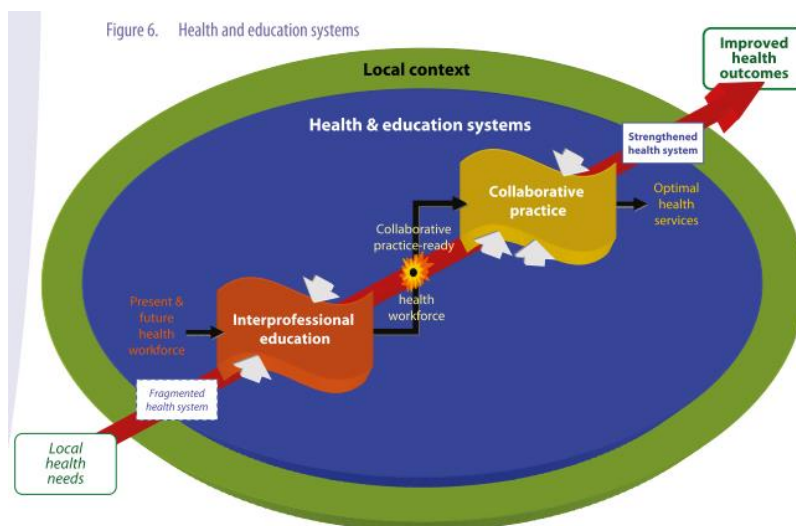 Figure 6. Health and education systems
Improved
health
outcomes
Local context
Health & education systems
Strengthened
health system
Collaborative
practice
Optimal
health
services
Collaborative
practice-ready
health
workforce
Present &
future
health
workforce
Interprofessional
education
Fragmented
health system
Local
health
needs